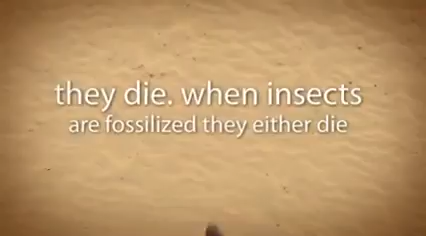 they die. when insects
are fossilized they either die